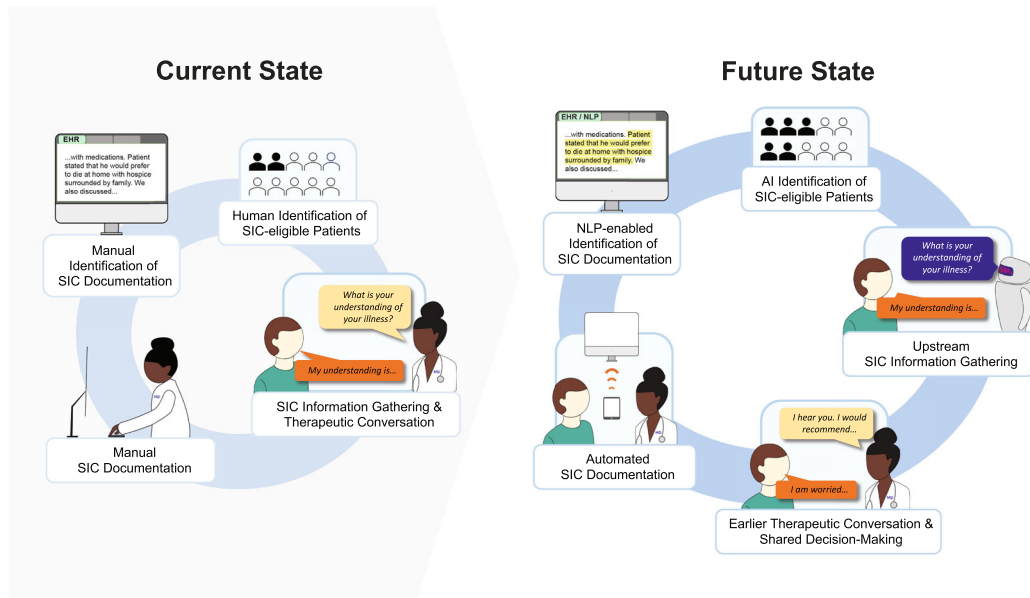 Current State
EHR
...with medications. Patient
stated that he would prefer
to die at home with hospice
surrounded by family. We
also discussed...
Manual
Identification of
SIC Documentation
Human Identification of
SIC-eligible Patients
What is your
understanding of
your illness?
My understanding is...
MD
SIC Information Gathering &
Therapeutic Conversation
MD
Manual
SIC Documentation
Future State
EHR / NLP
...with medications. Patient
stated that he would prefer
to die at home with hospice
surrounded by family. We
also discussed...
NLP-enabled
Identification of
SIC Documentation
AI Identification of
SIC-eligible Patients
What is your
understanding of
your illness?
My understanding is...
Upstream
SIC Information Gathering
I hear you. I would
recommend...
I am worried...
MD
Earlier Therapeutic Conversation &
Shared Decision-Making
MD
Automated
SIC Documentation